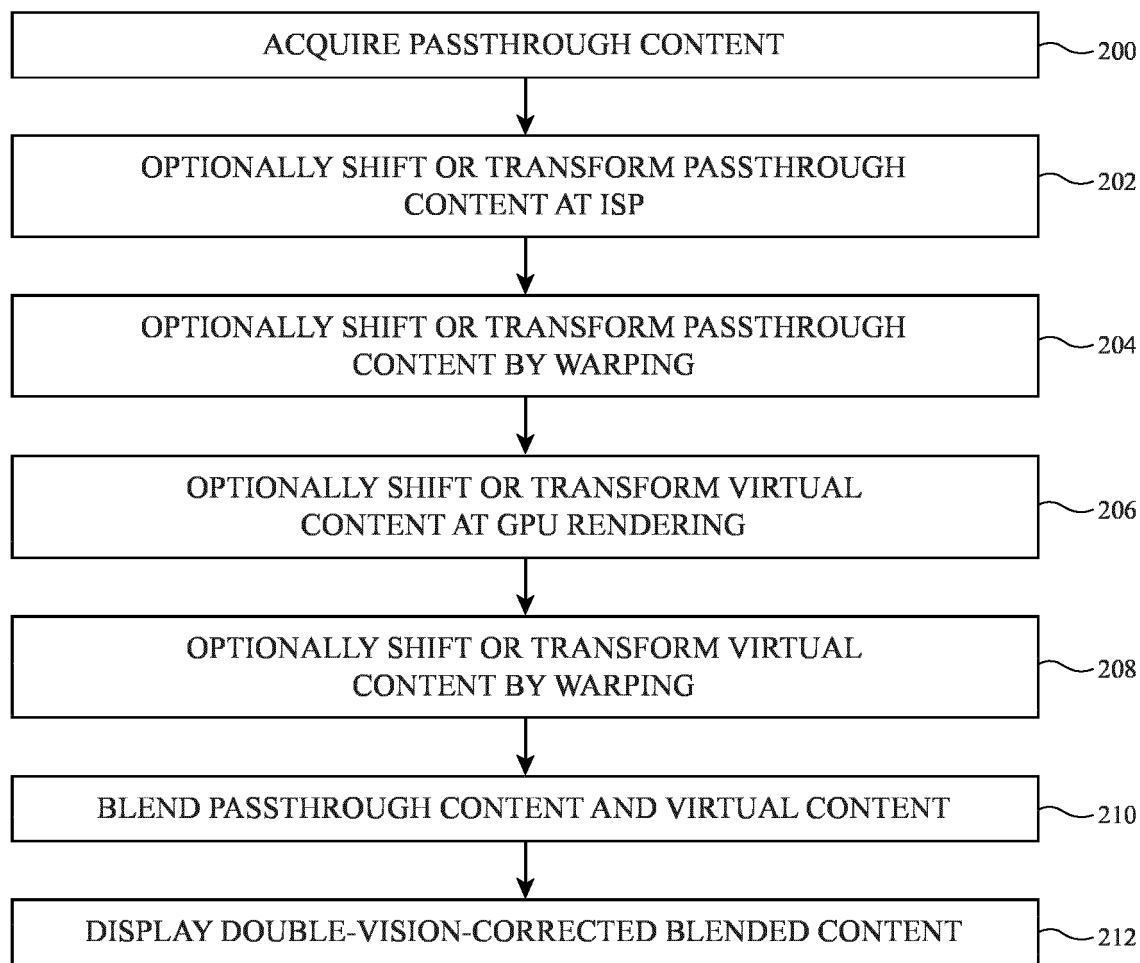 ACQUIRE PASSTHROUGH CONTENT
200
OPTIONALLY SHIFT OR TRANSFORM PASSTHROUGH
CONTENT AT ISP
202
OPTIONALLY SHIFT OR TRANSFORM PASSTHROUGH
CONTENT BY WARPING
204
OPTIONALLY SHIFT OR TRANSFORM VIRTUAL
CONTENT AT GPU RENDERING
206
OPTIONALLY SHIFT OR TRANSFORM VIRTUAL
CONTENT BY WARPING
208
BLEND PASSTHROUGH CONTENT AND VIRTUAL CONTENT
210
DISPLAY DOUBLE-VISION-CORRECTED BLENDED CONTENT
212